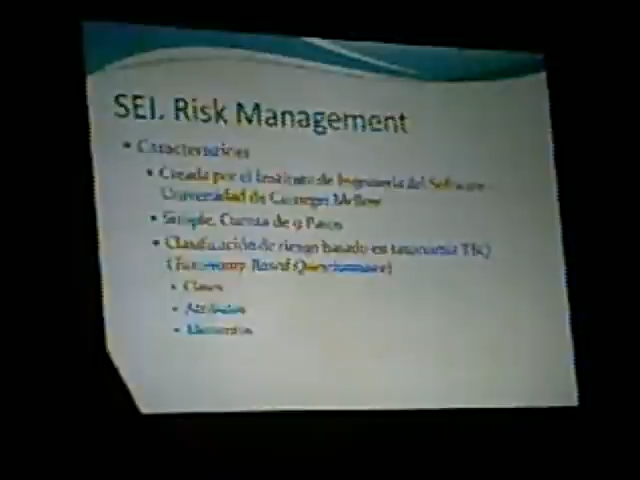 SEI. Risk Management
• Características
• Creada por el Instituto de Ingeniería del Software -
Universidad de Carnegie Mellow
• Simple, Cuenta de 9 Pasos
• Clasificación de riesgo basado en taxonomía TBQ
(Taxonomy Based Questionnaire)
• Clases
• Atributos
• Elementos